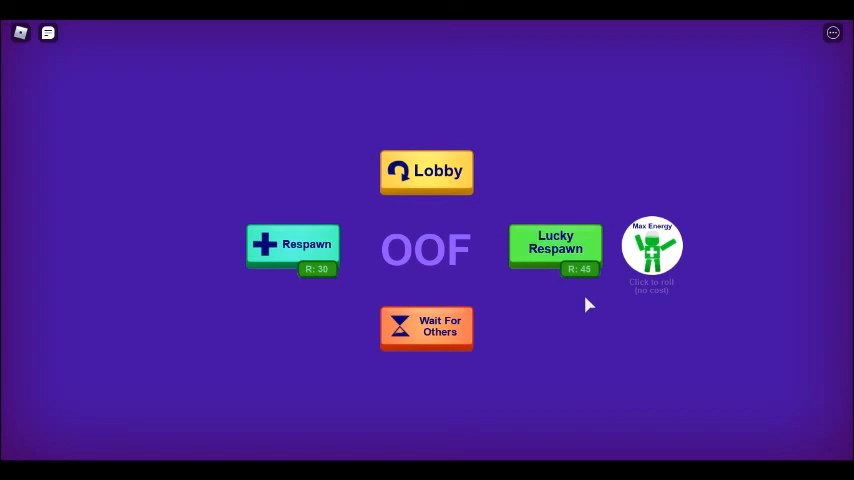 Lobby
Respawn
R: 30
OOF
Lucky
Respawn
R: 45
Max Energy
Click to roll
(no cost)
Wait For
Others